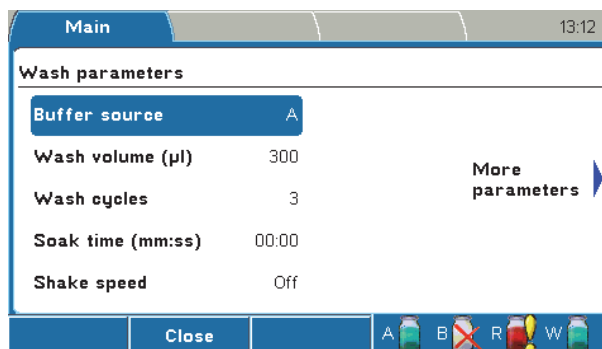 Main
13:12
Wash parameters
Buffer source A
Wash volume (µl) 300
Wash cycles 3
Soak time (mm:ss) 00:00
Shake speed Off
More
parameters
Close
A B R W